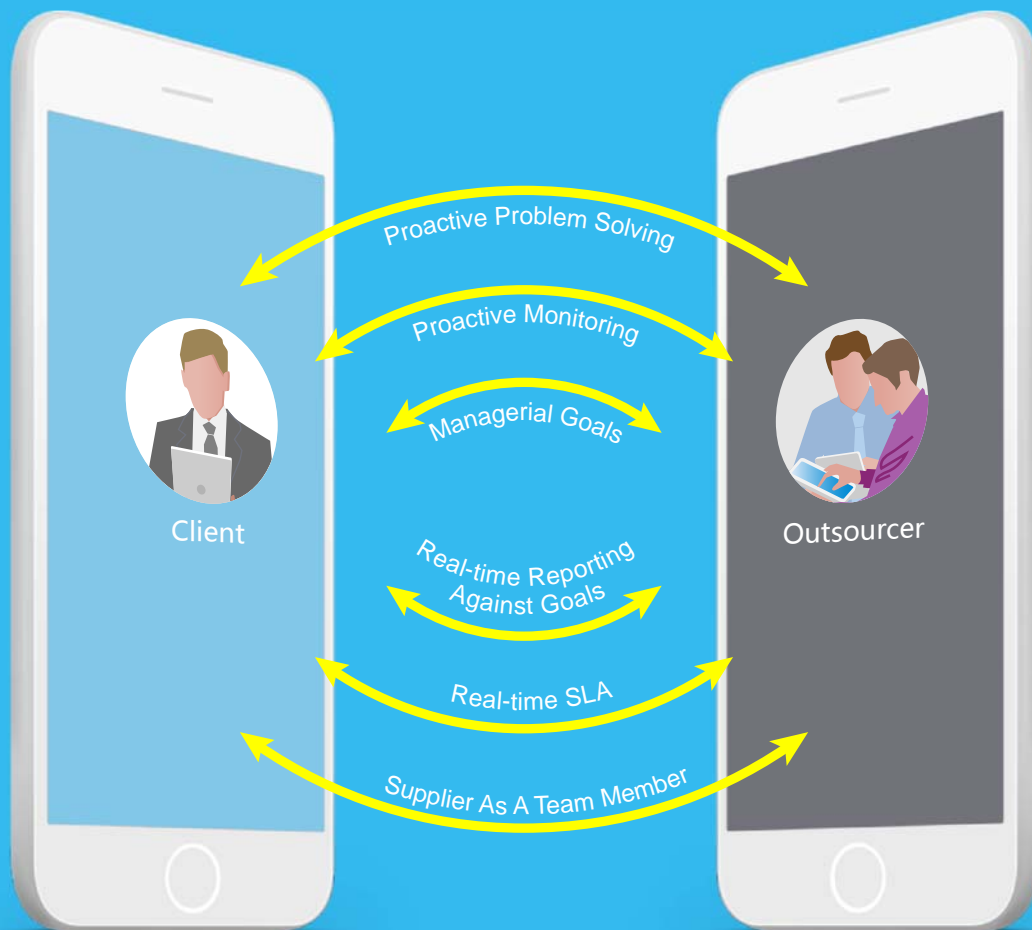 Proactive Problem Solving
Proactive Monitoring
Managerial Goals
Client
Outsourcer
Real-time Reporting
Against Goals
Real-time SLA
Supplier As A Team Member